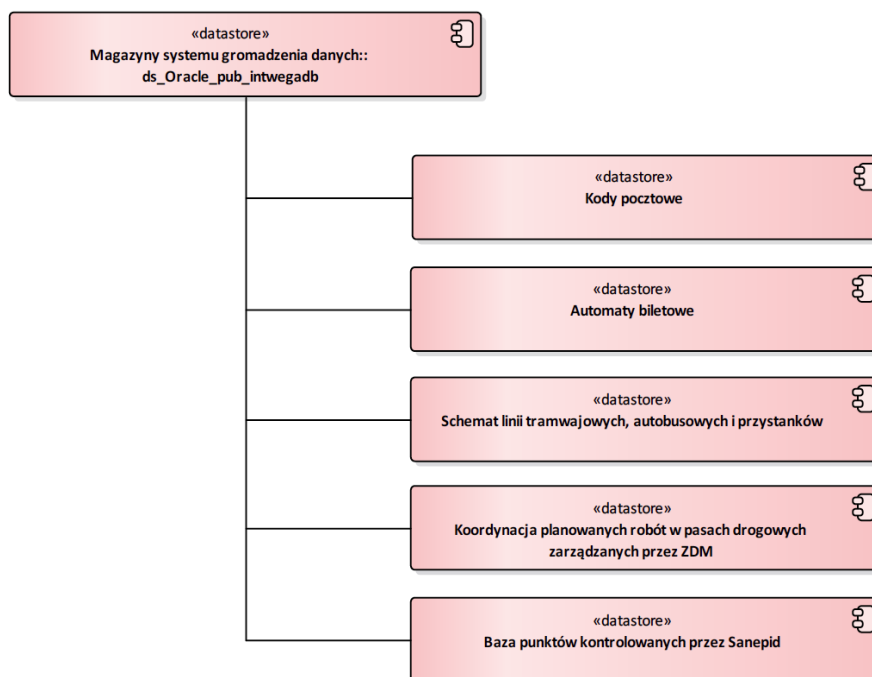 «datastore»
Magazyny systemu gromadzenia danych::
ds_Oracle_pub_intwegadb
«datastore»
Kody pocztowe
«datastore»
Automaty biletowe
«datastore»
Schemat linii tramwajowych, autobusowych i przystanków
«datastore»
Koordynacja planowanych robót w pasach drogowych
zarządzanych przez ZDM
«datastore»
Baza punktów kontrolowanych przez Sanepid